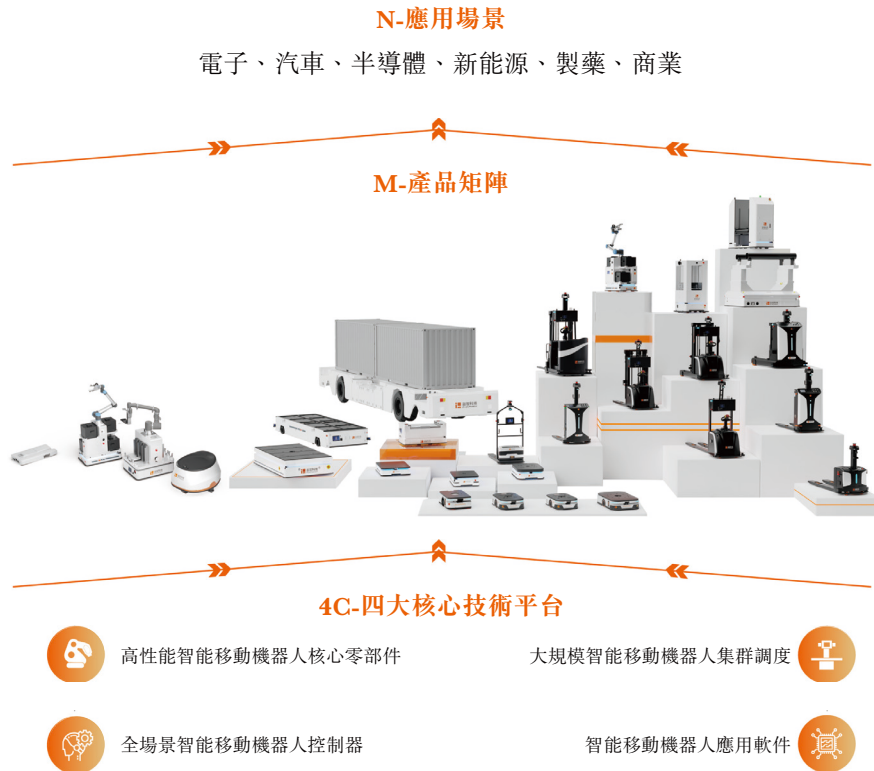 N-應用場景
電子、汽車、半導體、新能源、製藥、商業
M-產品矩陣
4C-四大核心技術平台
高性能智能移動機器人核心零部件
大規模智能移動機器人集群調度
全場景智能移動機器人控制器
智能移動機器人應用軟件